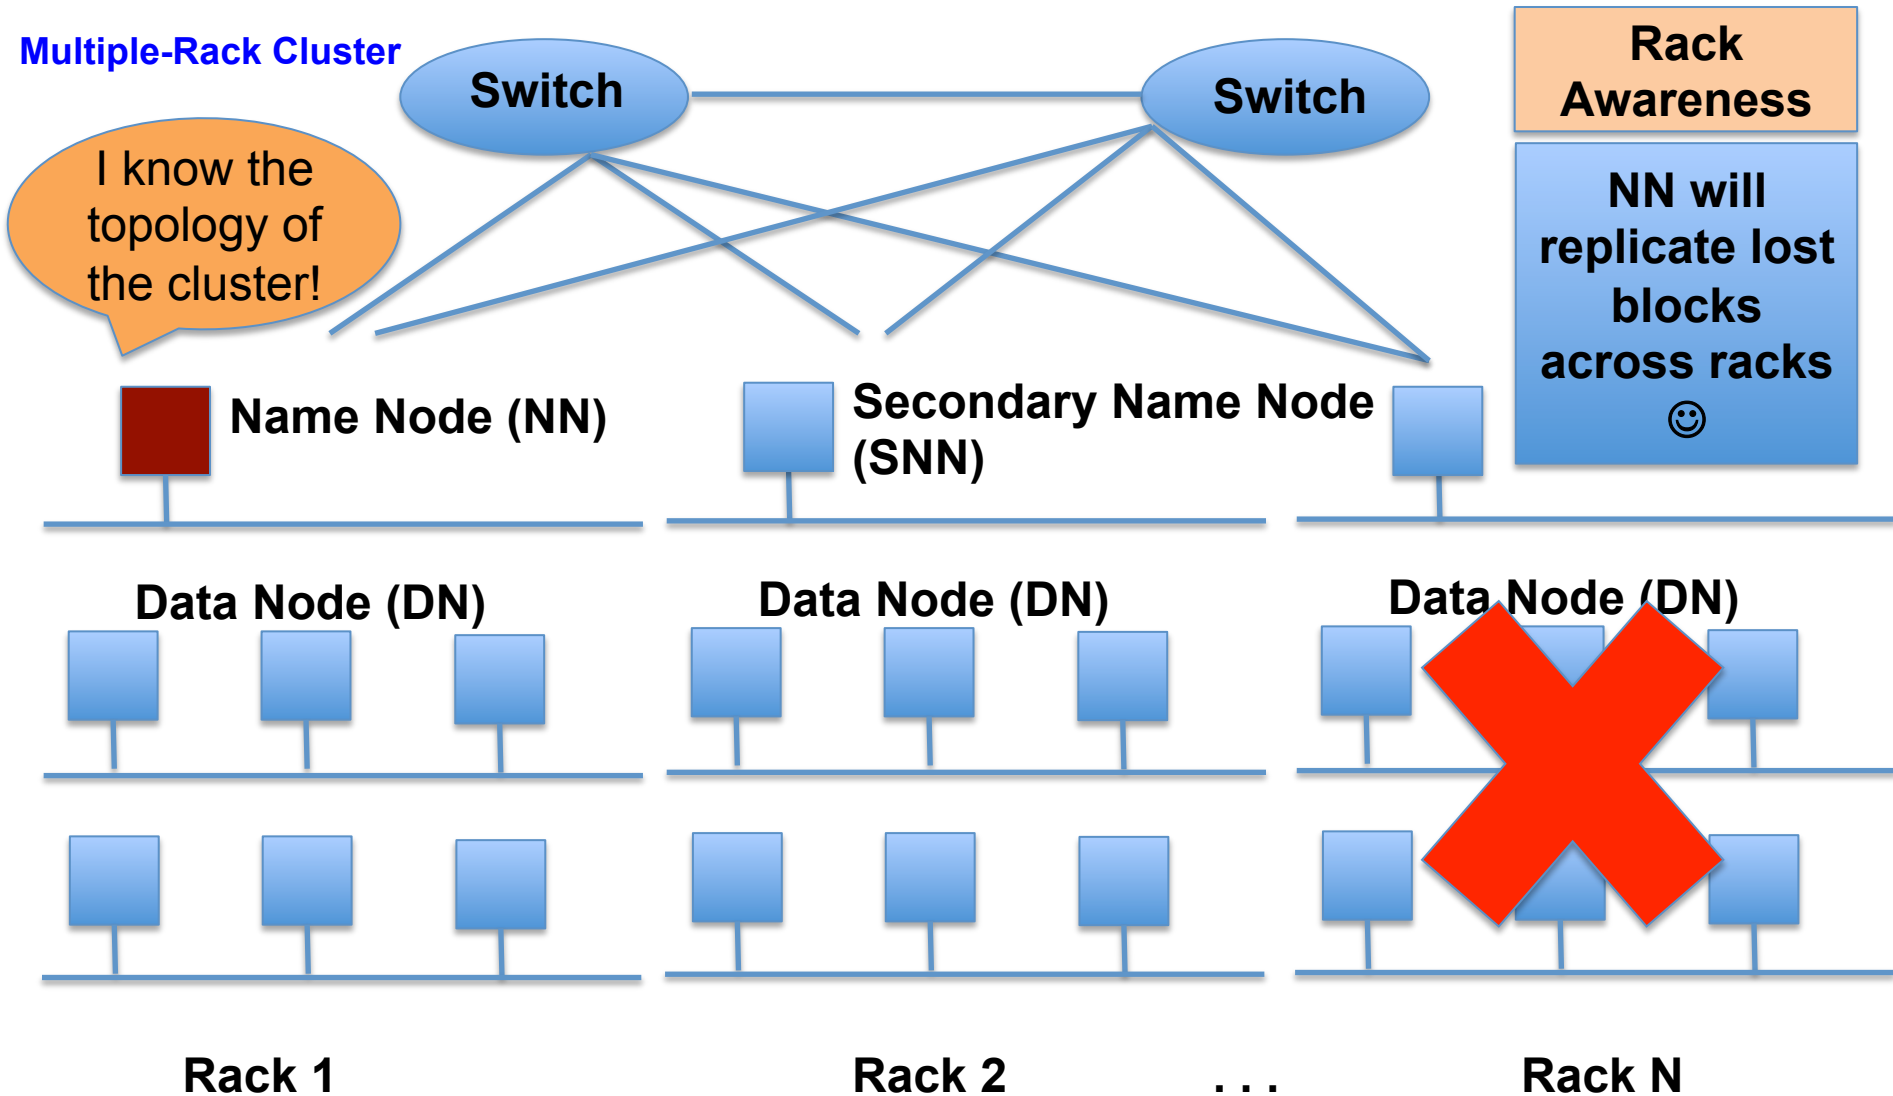 Multiple-Rack Cluster
Switch
Switch
Rack
Awareness
I know the
topology of
the cluster!
NN will
replicate lost
blocks
across racks
☺
Name Node (NN)
Secondary Name Node
(SNN)
Data Node (DN)
Data Node (DN)
Data Node (DN)
Rack 1
Rack 2
. . .
Rack N